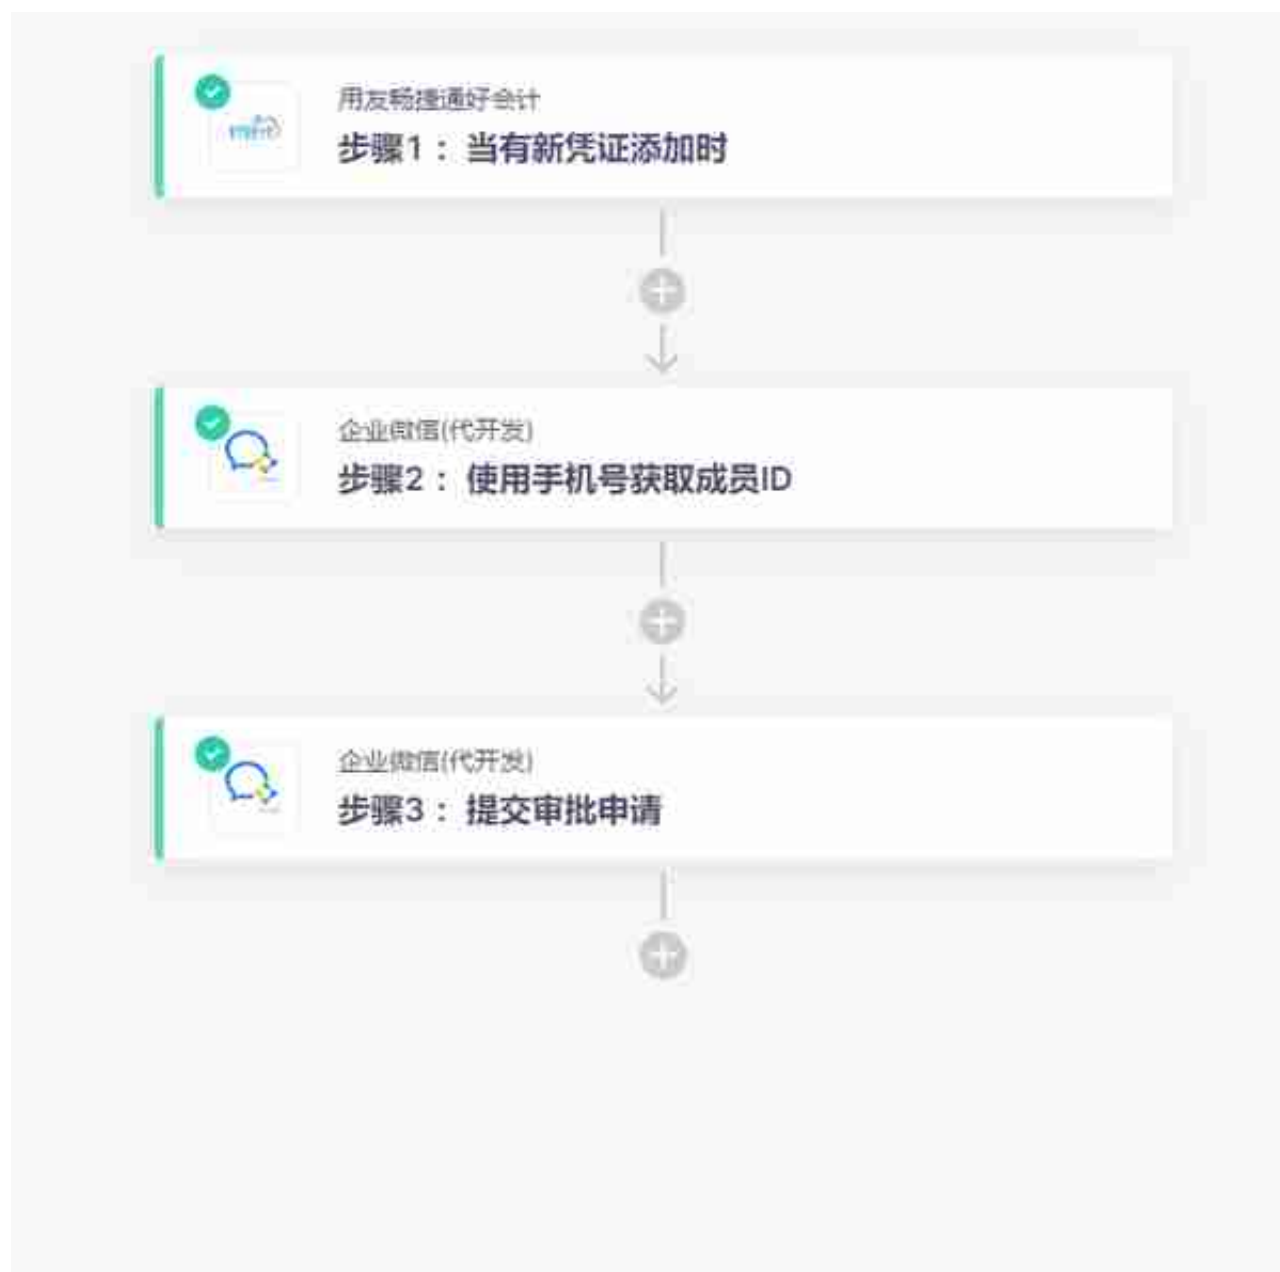 用友畅捷通好会计
步骤1：当有新凭证添加时
企业微信(代开发)
步骤2：使用手机号获取成员ID
企业微信(代开发)
步骤3：提交审批申请